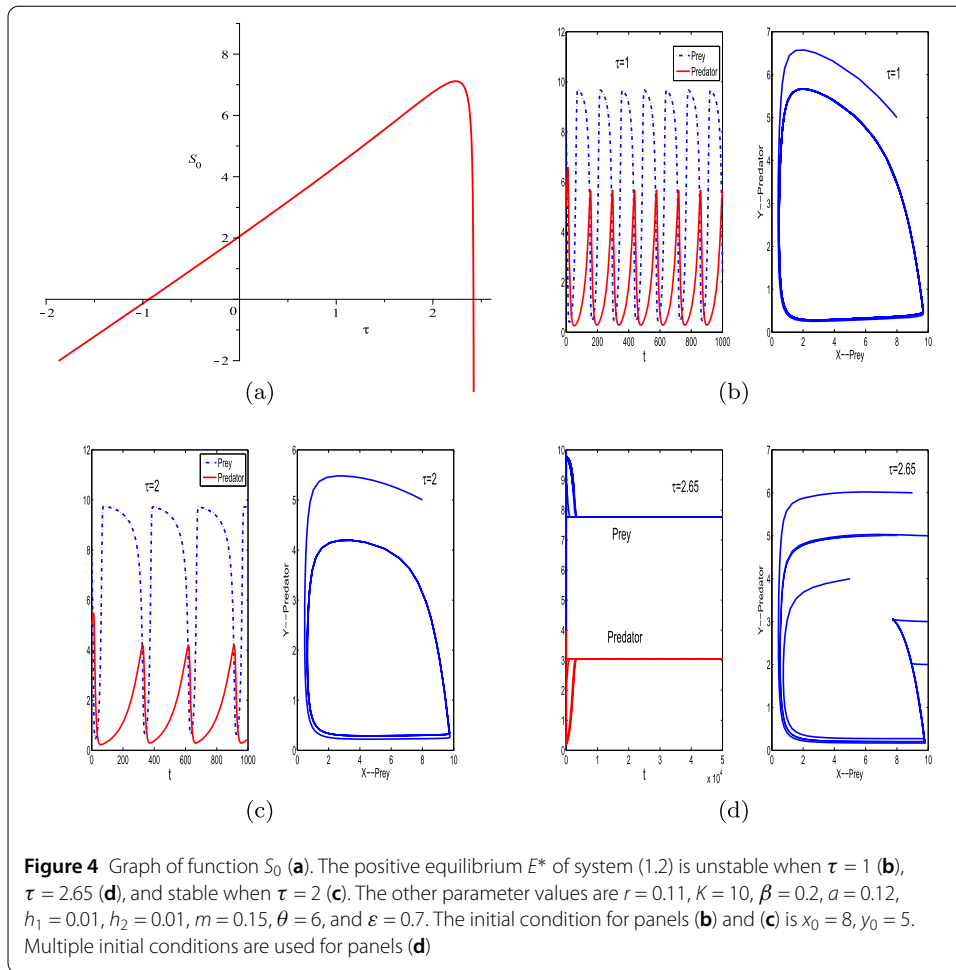 8
6
4
2
-2
S₀
-2
-1
0
1
2
τ
(a)
12
10
8
6
4
2
0
0 200 400 600 800 1000
t
τ=1
Prey
Predator
7
6
5
4
3
2
1
0
0 2 4 6 8 10
Y--Predator
X--Prey
τ=1
(b)
12
10
8
6
4
2
0
0 200 400 600 800 1000
t
τ=2
Prey
Predator
6
5
4
3
2
1
0
0 2 4 6 8 10
Y--Predator
X--Prey
τ=2
(c)
10
9
8
7
6
5
4
3
2
1
0
0 1 2 3 4 5
x 10⁴
t
τ=2.65
Prey
Predator
7
6
5
4
3
2
1
0
0 2 4 6 8 10
Y--Predator
X--Prey
τ=2.65
(d)
Figure 4 Graph of function S₀ (a). The positive equilibrium E* of system (1.2) is unstable when τ = 1 (b),
τ = 2.65 (d), and stable when τ = 2 (c). The other parameter values are r = 0.11, K = 10, β = 0.2, a = 0.12,
h₁ = 0.01, h₂ = 0.01, m = 0.15, θ = 6, and ε = 0.7. The initial condition for panels (b) and (c) is x₀ = 8, y₀ = 5.
Multiple initial conditions are used for panels (d)